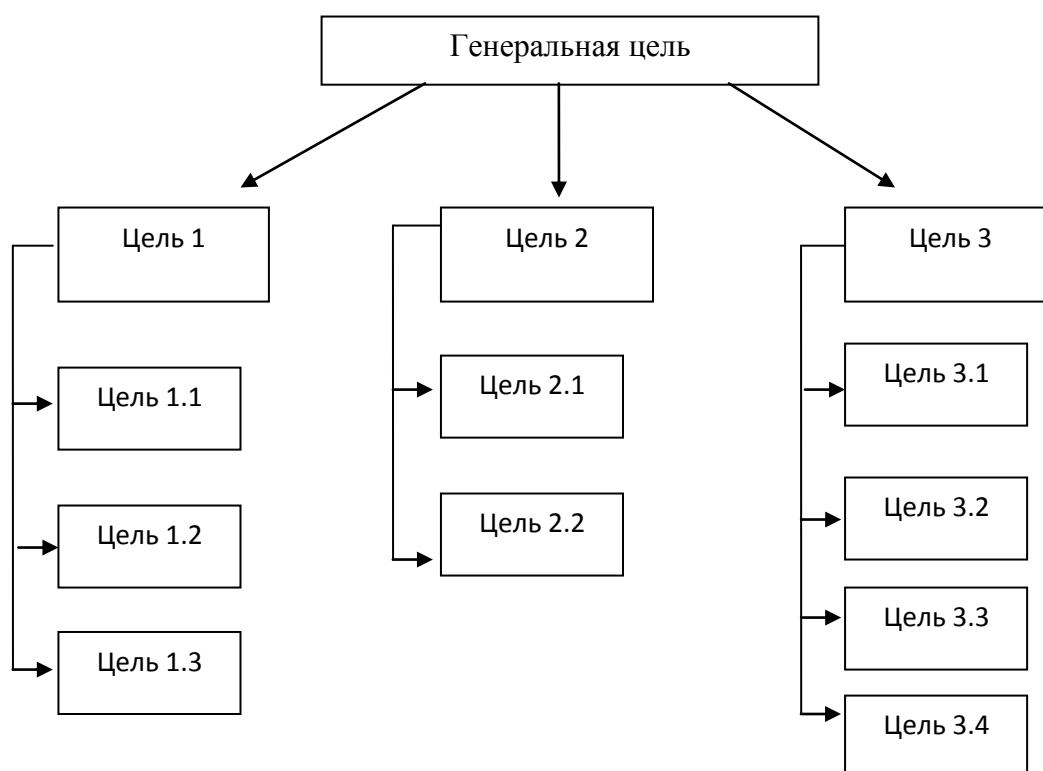 Генеральная цель
Цель 1
Цель 2
Цель 3
Цель 1.1
Цель 2.1
Цель 3.1
Цель 1.2
Цель 2.2
Цель 3.2
Цель 1.3
Цель 3.3
Цель 3.4